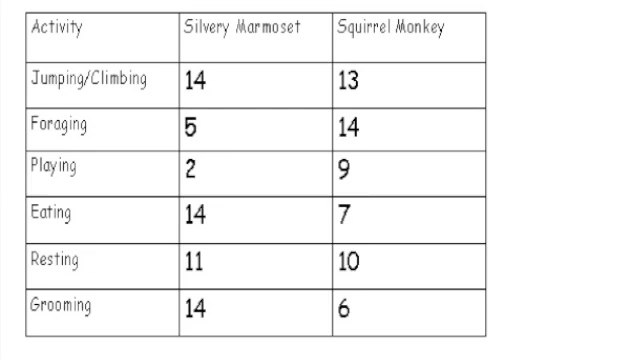 Activity Silvery Marmoset Squirrel Monkey
Jumping/Climbing 14 13
Foraging 5 14
Playing 2 9
Eating 14 7
Resting 11 10
Grooming 14 6